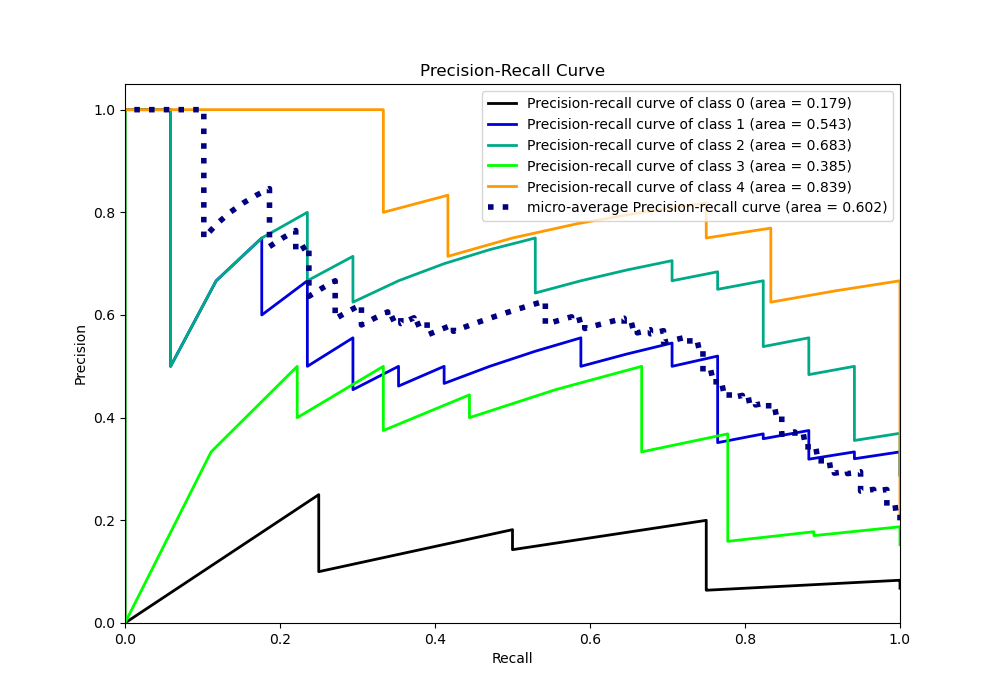 Precision-Recall Curve
Precision-recall curve of class 0 (area = 0.179)
Precision-recall curve of class 1 (area = 0.543)
Precision-recall curve of class 2 (area = 0.683)
Precision-recall curve of class 3 (area = 0.385)
Precision-recall curve of class 4 (area = 0.839)
micro-average Precision-recall curve (area = 0.602)
1.0
0.8
0.6
0.4
0.2
0.0
Precision
0.0 0.2 0.4 0.6 0.8 1.0
Recall